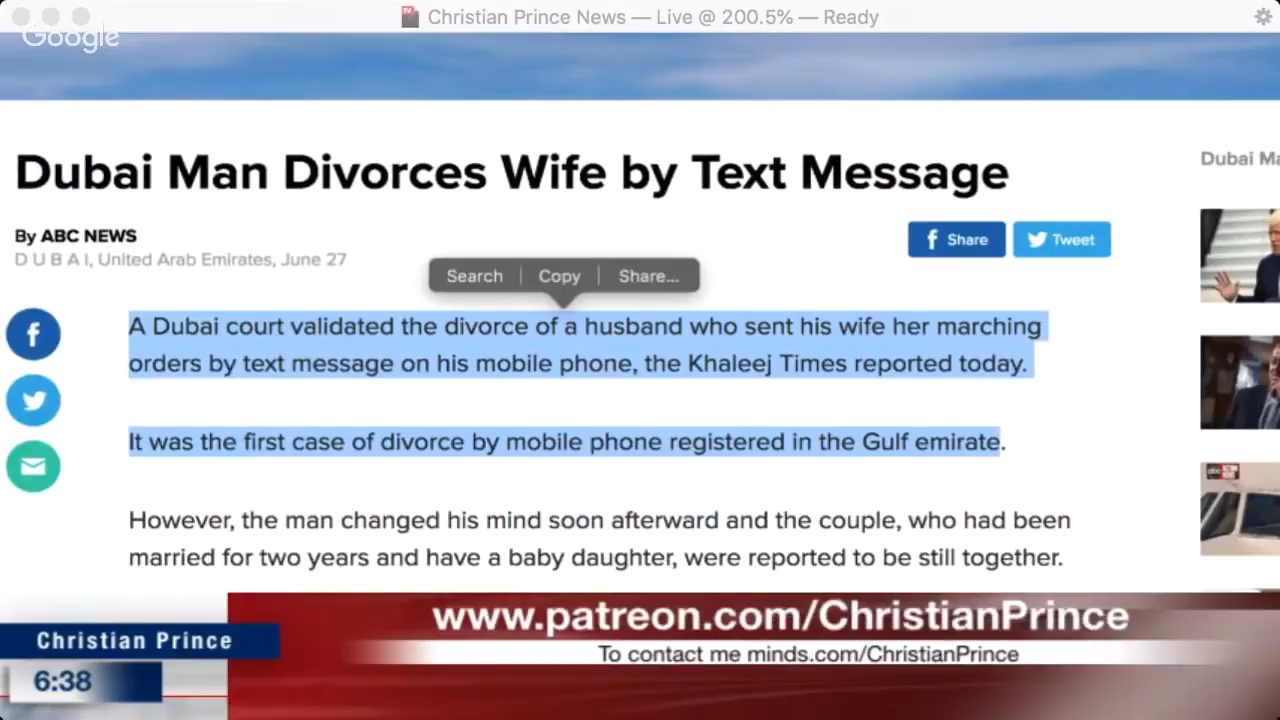 Christian Prince News — Live @ 200.5% — Ready
Google
Dubai Man Divorces Wife by Text Message
Dubai Ma
By ABC NEWS
D U B A I, United Arab Emirates, June 27
Share
Tweet
Search
Copy
Share...
A Dubai court validated the divorce of a husband who sent his wife her marching
orders by text message on his mobile phone, the Khaleej Times reported today.
It was the first case of divorce by mobile phone registered in the Gulf emirate.
However, the man changed his mind soon afterward and the couple, who had been
married for two years and have a baby daughter, were reported to be still together.
www.patreon.com/ChristianPrince
Christian Prince
To contact me minds.com/ChristianPrince
6:38